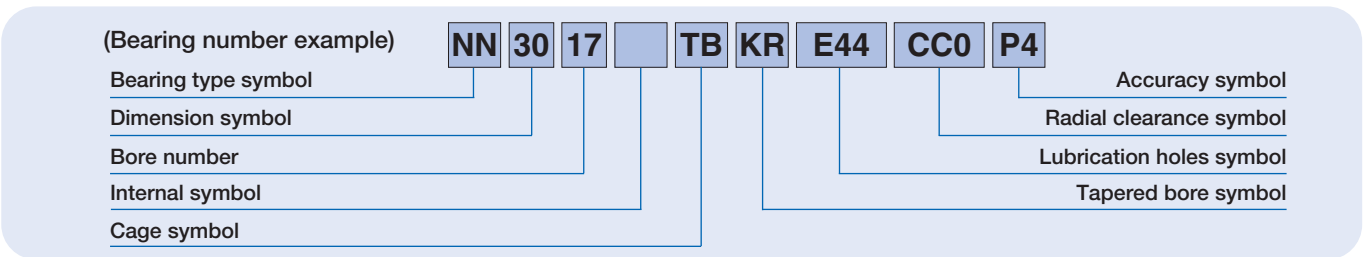 (Bearing number example) NN 30 17 TB KR E44 CC0 P4
Bearing type symbol Accuracy symbol
Dimension symbol Radial clearance symbol
Bore number Lubrication holes symbol
Internal symbol Tapered bore symbol
Cage symbol